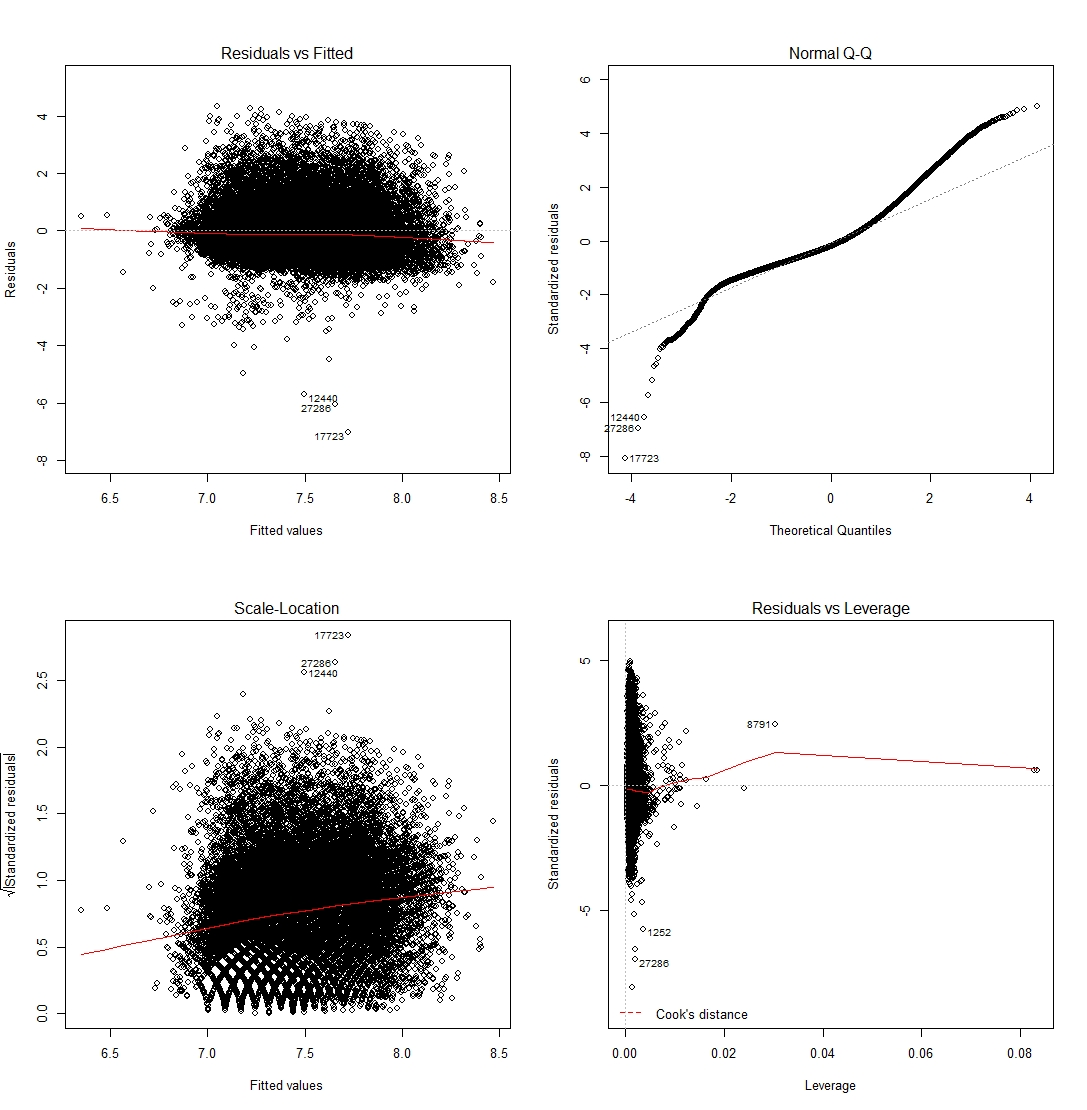 Residuals vs Fitted
Residuals
4
2
0
2
-4
-6
-8
12440
27286
17723
6.5 7.0 7.5 8.0 8.5
Fitted values
Normal Q-Q
Standardized residuals
6
4
2
0
-2
-4
-6
-8
12440
27286
17723
-4 -2 0 2 4
Theoretical Quantiles
Scale-Location
√|Standardized residuals|
2.5
2.0
1.5
1.0
0.5
0.0
17723
27286
12440
6.5 7.0 7.5 8.0 8.5
Fitted values
Residuals vs Leverage
Standardized residuals
5
0
-5
8791
1252
27286
Cook's distance
0.00 0.02 0.04 0.06 0.08
Leverage